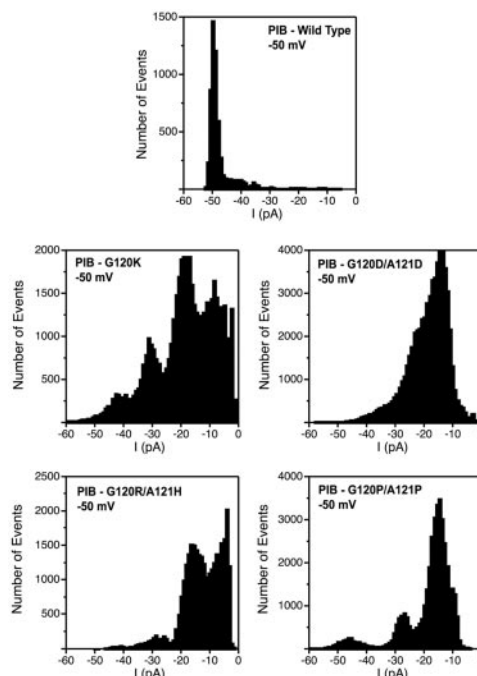 PIB - Wild Type
-50 mV
Number of Events
1500
1000
500
-60 -50 -40 -30 -20 -10 0
I (pA)
PIB - G120K
-50 mV
Number of Events
2000
1500
1000
500
-60 -50 -40 -30 -20 -10 0
I (pA)
PIB - G120D/A121D
-50 mV
Number of Events
4000
3000
2000
1000
-60 -50 -40 -30 -20 -10 0
I (pA)
PIB - G120R/A121H
-50 mV
Number of Events
2500
2000
1500
1000
500
0
-60 -50 -40 -30 -20 -10 0
I (pA)
PIB - G120P/A121P
-50 mV
Number of Events
4000
3000
2000
1000
-60 -50 -40 -30 -20 -10 0
I (pA)